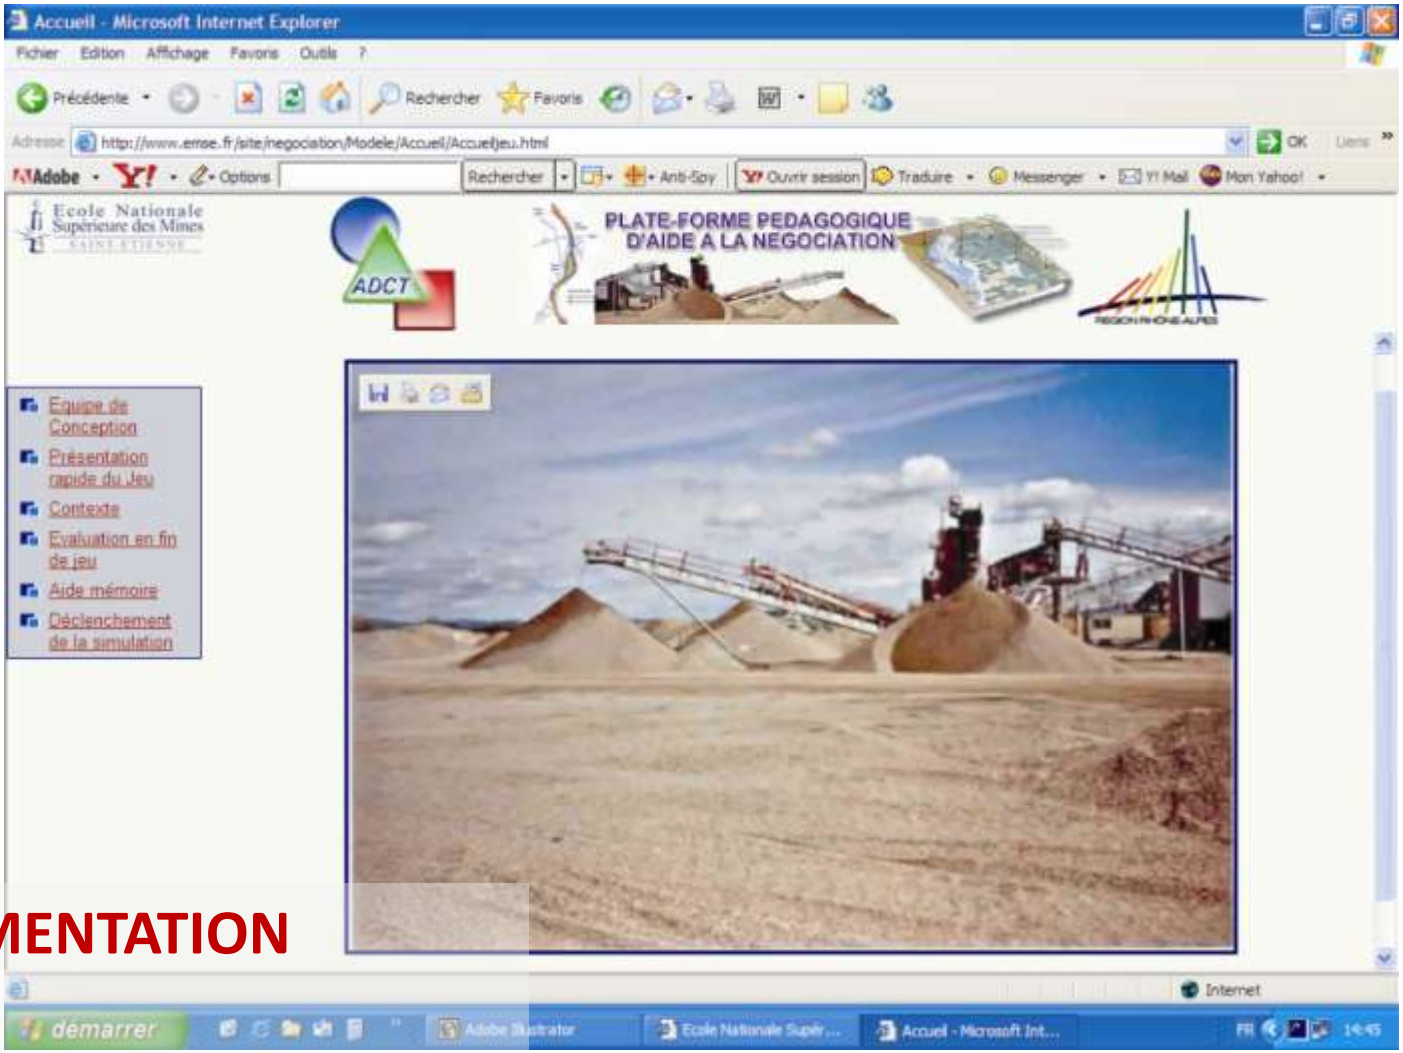 Accueil - Microsoft Internet Explorer
Fichier Edition Affichage Favoris Outils ?
Précédente Rechercher Favoris
Adresse http://www.emse.fr/site/negociation/Modele/Accueil/Accueiljeu.html OK Liens »
Adobe Y! Options Rechercher Anti-Spy Y! Ouvrir session Traduire Messenger Y! Mail Mon Yahoo!
Ecole Nationale
Supérieure des Mines
SAINT-ETIENNE
ADCT
PLATE-FORME PEDAGOGIQUE
D'AIDE A LA NEGOCIATION
REGION RHONE-ALPES
Equipe de
Conception
Présentation
rapide du Jeu
Contexte
Evaluation en fin
de jeu
Aide mémoire
Déclenchement
de la simulation
MENTATION
Internet
démarrer Adobe Illustrator Ecole Nationale Supér... Accueil - Microsoft Int... FR 14:45